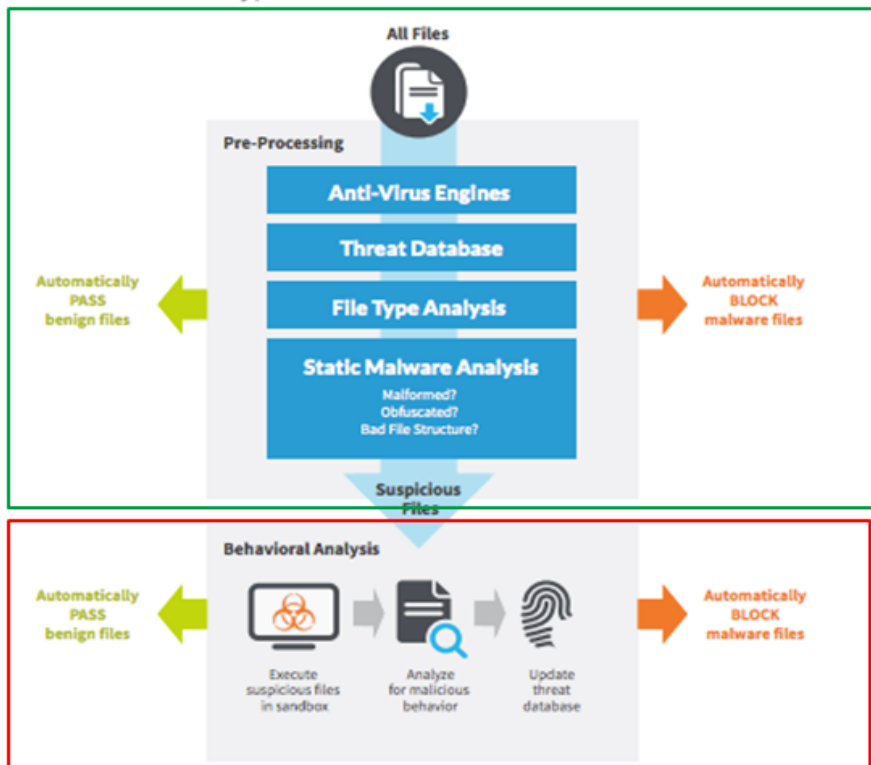 All Files
Pre-Processing
Anti-Virus Engines
Threat Database
File Type Analysis
Static Malware Analysis
Malformed?
Obfuscated?
Bad File Structure?
Automatically
PASS
benign files
Automatically
BLOCK
malware files
Suspicious
Files
Behavioral Analysis
Automatically
PASS
benign files
Execute
suspicious files
in sandbox
Analyze
for malicious
behavior
Update
threat
database
Automatically
BLOCK
malware files